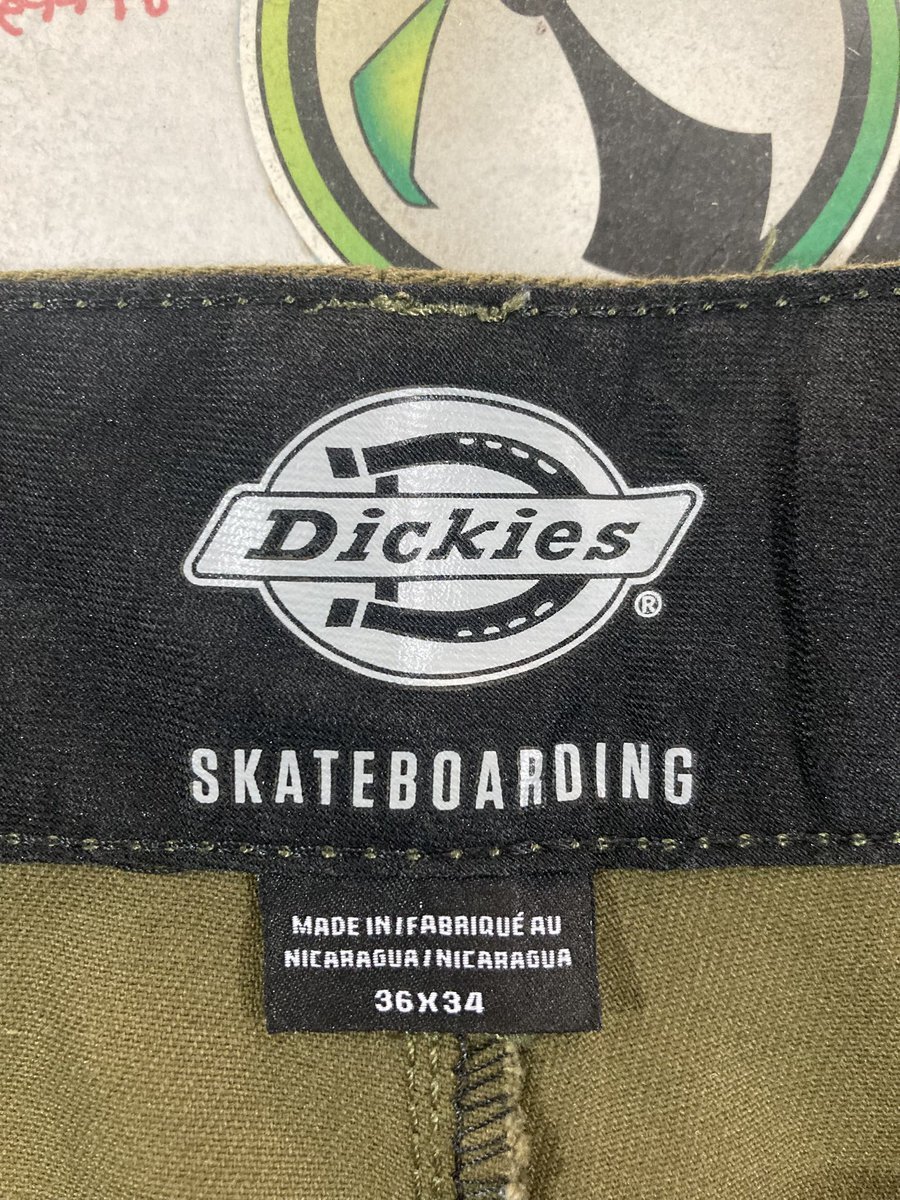 Dickies
®
SKATEBOARDING
MADE IN/FABRIQUÉ AU
NICARAGUA/NICARAGUA
36X34